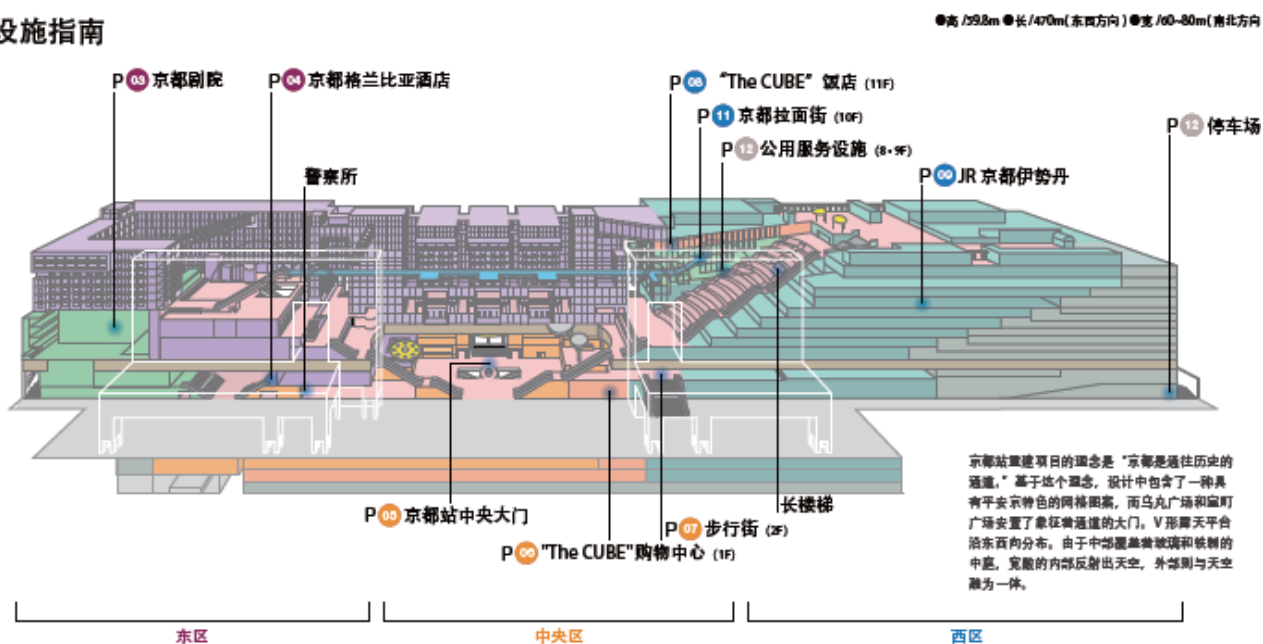 设施指南
●高 /59.8m ●长 /470m( 东西方向 ) ●宽 /60~80m( 南北方向
P 03 京都剧院
P 04 京都格兰比亚酒店
P 08 “The CUBE” 饭店 (11F)
P 11 京都拉面街 (10F)
P 12 公用服务设施 (8・9F)
P 12 停车场
警察所
P 09 JR 京都伊势丹
P 05 京都站中央大门
长楼梯
P 07 步行街 (2F)
P 06 "The CUBE" 购物中心 (1F)
京都站重建项目的理念是“京都是通往历史的
通道。”基于这个理念，设计中包含了一种具
有平安京特色的网格图案，而乌丸广场和室町
广场安置了象征着通道的大门。V 形露天平台
沿东西向分布。由于中部覆盖着玻璃和铁制的
中庭，宽敞的内部反射出天空，外部则与天空
融为一体。
东区
中央区
西区